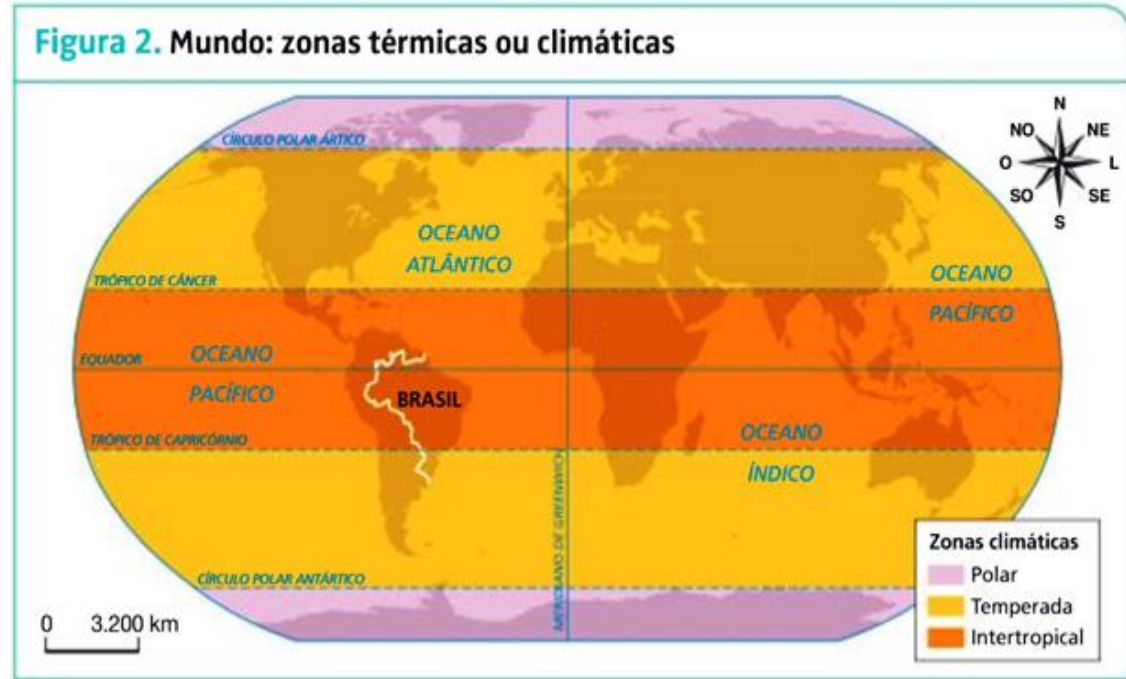 Figura 2. Mundo: zonas térmicas ou climáticas
N
NO
NE
O
L
SO
SE
S
CÍRCULO POLAR ÁRTICO
OCEANO
ATLÂNTICO
OCEANO
PACÍFICO
TRÓPICO DE CÂNCER
EQUADOR
OCEANO
PACÍFICO
BRASIL
TRÓPICO DE CAPRICÓRNIO
OCEANO
ÍNDICO
MERIDIANO DE GREENWICH
CÍRCULO POLAR ANTÁRTICO
0 3.200 km
Zonas climáticas
Polar
Temperada
Intertropical